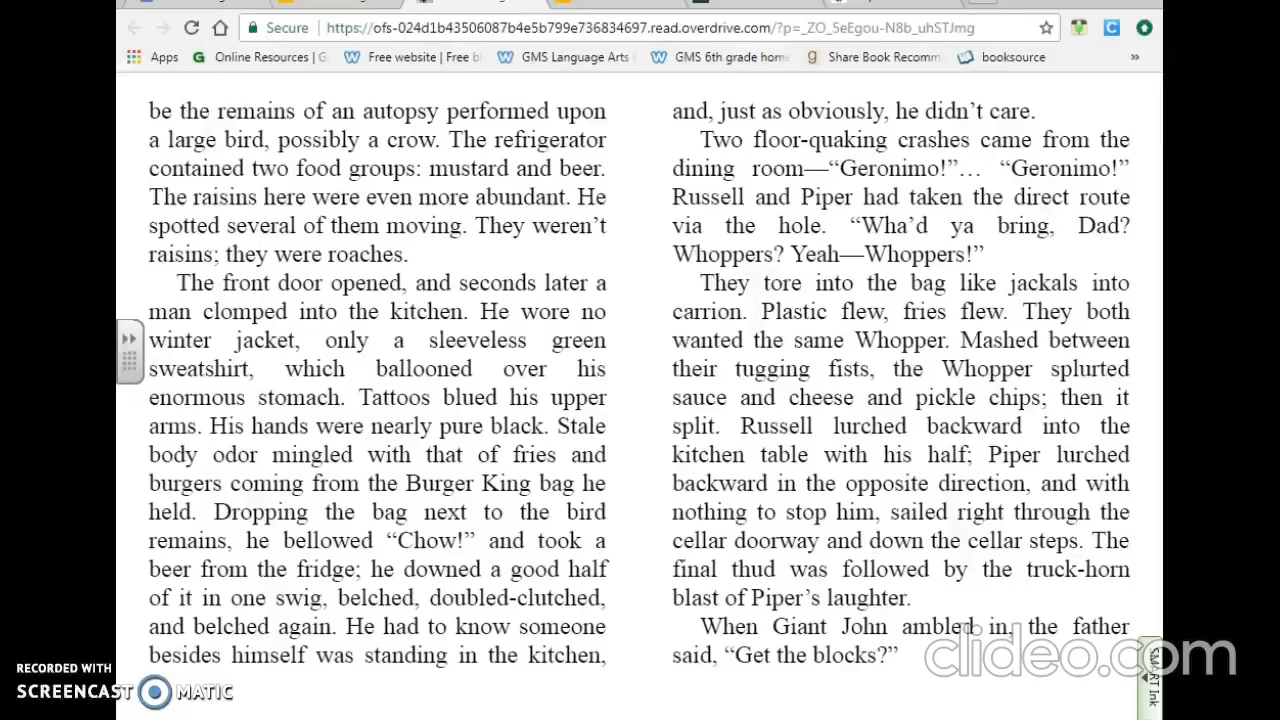 Secure
https://ofs-024d1b43506087b4e5b799e736834697.read.overdrive.com/?p=_ZO_5eEgou-N8b_uhSTJmg
Apps
Online Resources | G
Free website | Free b
GMS Language Arts
GMS 6th grade home
Share Book Recomm
booksource
»
be the remains of an autopsy performed upon
a large bird, possibly a crow. The refrigerator
contained two food groups: mustard and beer.
The raisins here were even more abundant. He
spotted several of them moving. They weren’t
raisins; they were roaches.
The front door opened, and seconds later a
man clomped into the kitchen. He wore no
winter jacket, only a sleeveless green
sweatshirt, which ballooned over his
enormous stomach. Tattoos blued his upper
arms. His hands were nearly pure black. Stale
body odor mingled with that of fries and
burgers coming from the Burger King bag he
held. Dropping the bag next to the bird
remains, he bellowed “Chow!” and took a
beer from the fridge; he downed a good half
of it in one swig, belched, doubled-clutched,
and belched again. He had to know someone
besides himself was standing in the kitchen,
and, just as obviously, he didn’t care.
Two floor-quaking crashes came from the
dining room—“Geronimo!”… “Geronimo!”
Russell and Piper had taken the direct route
via the hole. “Wha’d ya bring, Dad?
Whoppers? Yeah—Whoppers!”
They tore into the bag like jackals into
carrion. Plastic flew, fries flew. They both
wanted the same Whopper. Mashed between
their tugging fists, the Whopper splurted
sauce and cheese and pickle chips; then it
split. Russell lurched backward into the
kitchen table with his half; Piper lurched
backward in the opposite direction, and with
nothing to stop him, sailed right through the
cellar doorway and down the cellar steps. The
final thud was followed by the truck-horn
blast of Piper’s laughter.
When Giant John ambled in, the father
said, “Get the blocks?”
clideo.com
SMART Ink
RECORDED WITH
SCREENCAST MATIC